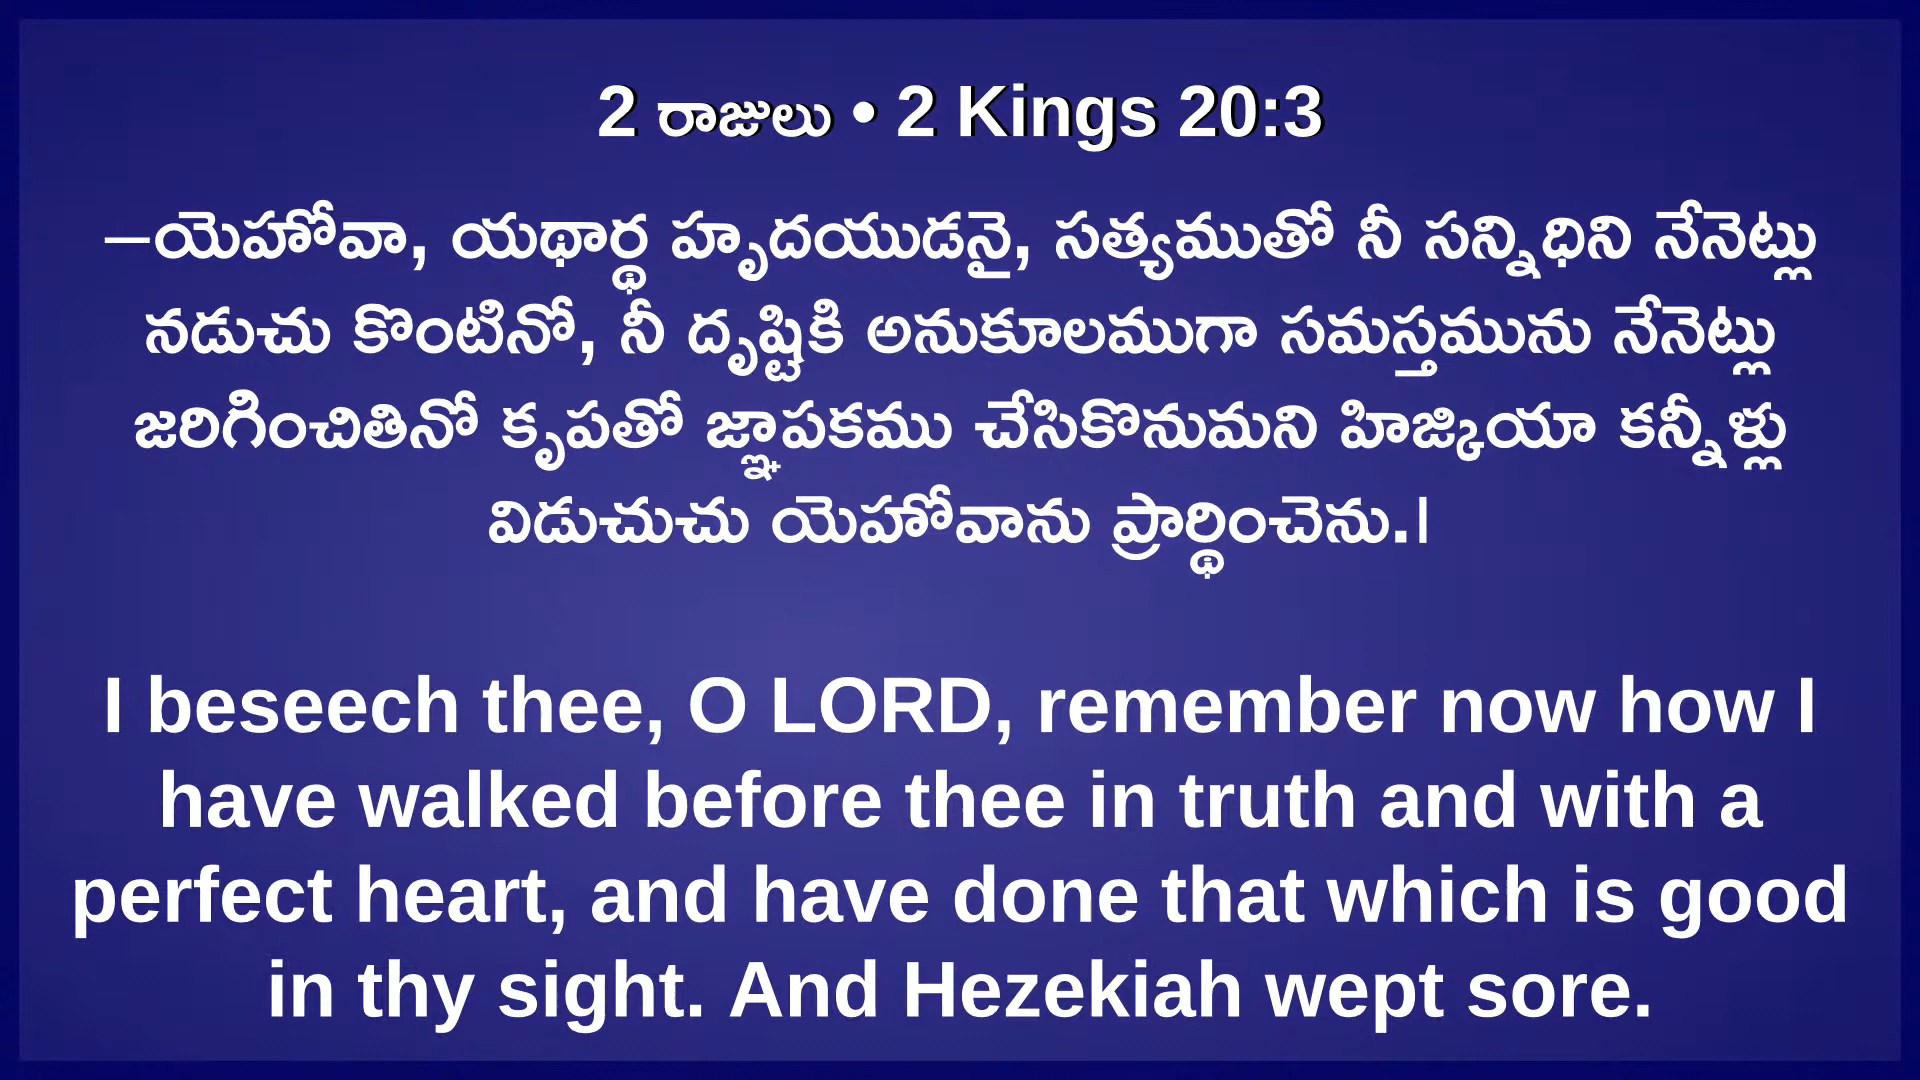 2 రాజులు • 2 Kings 20:3
–యెహోవా, యథార్థ హృదయుడనై, సత్యముతో నీ సన్నిధిని నేనెట్లు
నడుచు కొంటినో, నీ దృష్టికి అనుకూలముగా సమస్తమును నేనెట్లు
జరిగించితినో కృపతో జ్ఞాపకము చేసికొనుమని హిజ్కియా కన్నీళ్లు
విడుచుచు యెహోవాను ప్రార్థించెను.|
I beseech thee, O LORD, remember now how I
have walked before thee in truth and with a
perfect heart, and have done that which is good
in thy sight. And Hezekiah wept sore.